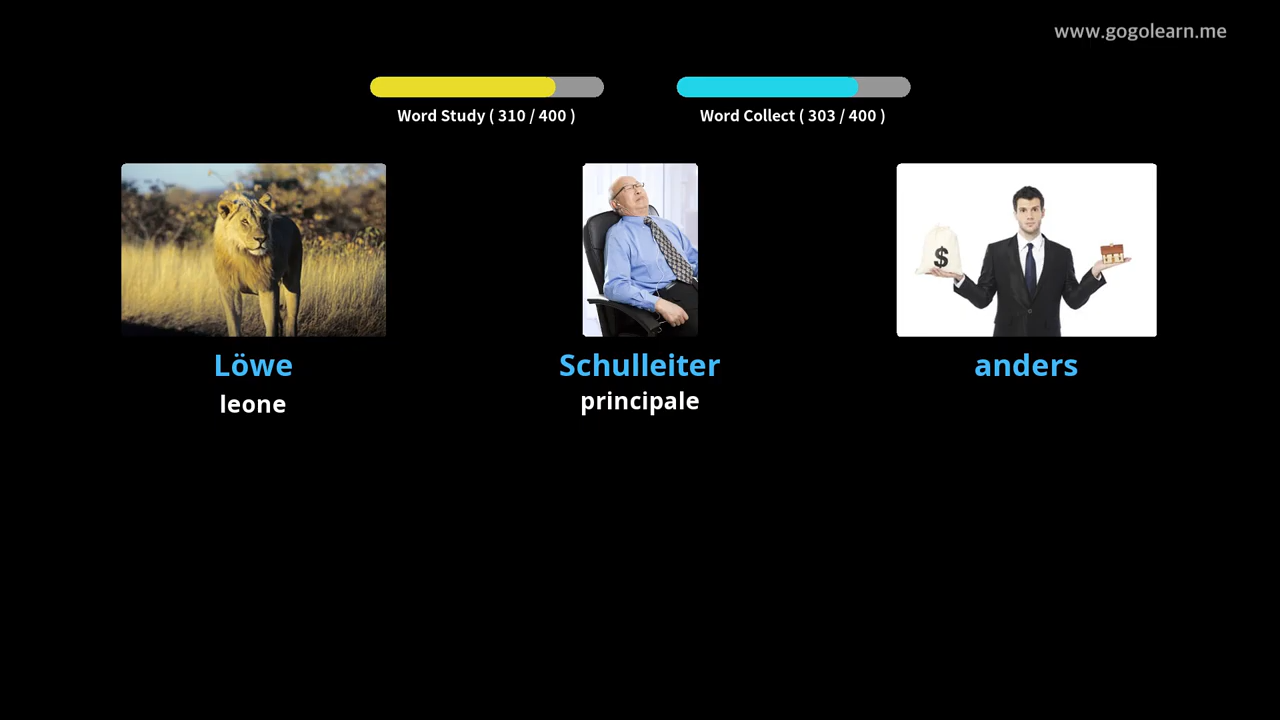 www.gogolearn.me
Word Study ( 310 / 400 )
Word Collect ( 303 / 400 )
$
Löwe
Schulleiter
anders
leone
principale